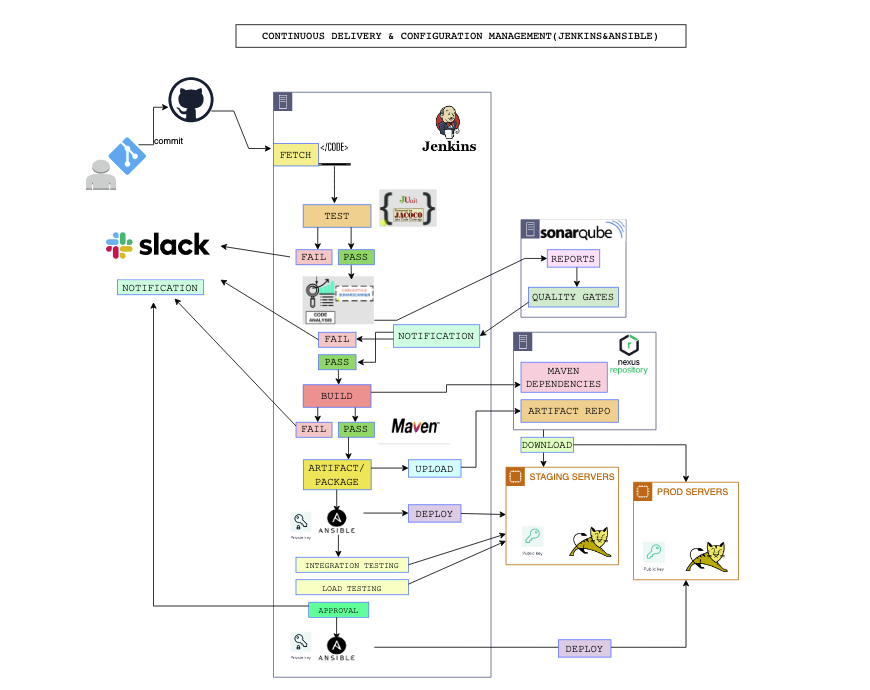 CONTINUOUS DELIVERY & CONFIGURATION MANAGEMENT(JENKINS&ANSIBLE)
commit
Jenkins
FETCH
</CODE>
TEST
JUnit
JACOCO
FAIL
PASS
slack
NOTIFICATION
sonarqube
REPORTS
QUALITY GATES
CODE
ANALYSIS
NOTIFICATION
FAIL
PASS
BUILD
nexus
repository
MAVEN
DEPENDENCIES
ARTIFACT REPO
FAIL
PASS
Maven
DOWNLOAD
ARTIFACT/
PACKAGE
UPLOAD
STAGING SERVERS
PROD SERVERS
DEPLOY
Private key
ANSIBLE
Public key
Public key
INTEGRATION TESTING
LOAD TESTING
APPROVAL
Private key
ANSIBLE
DEPLOY